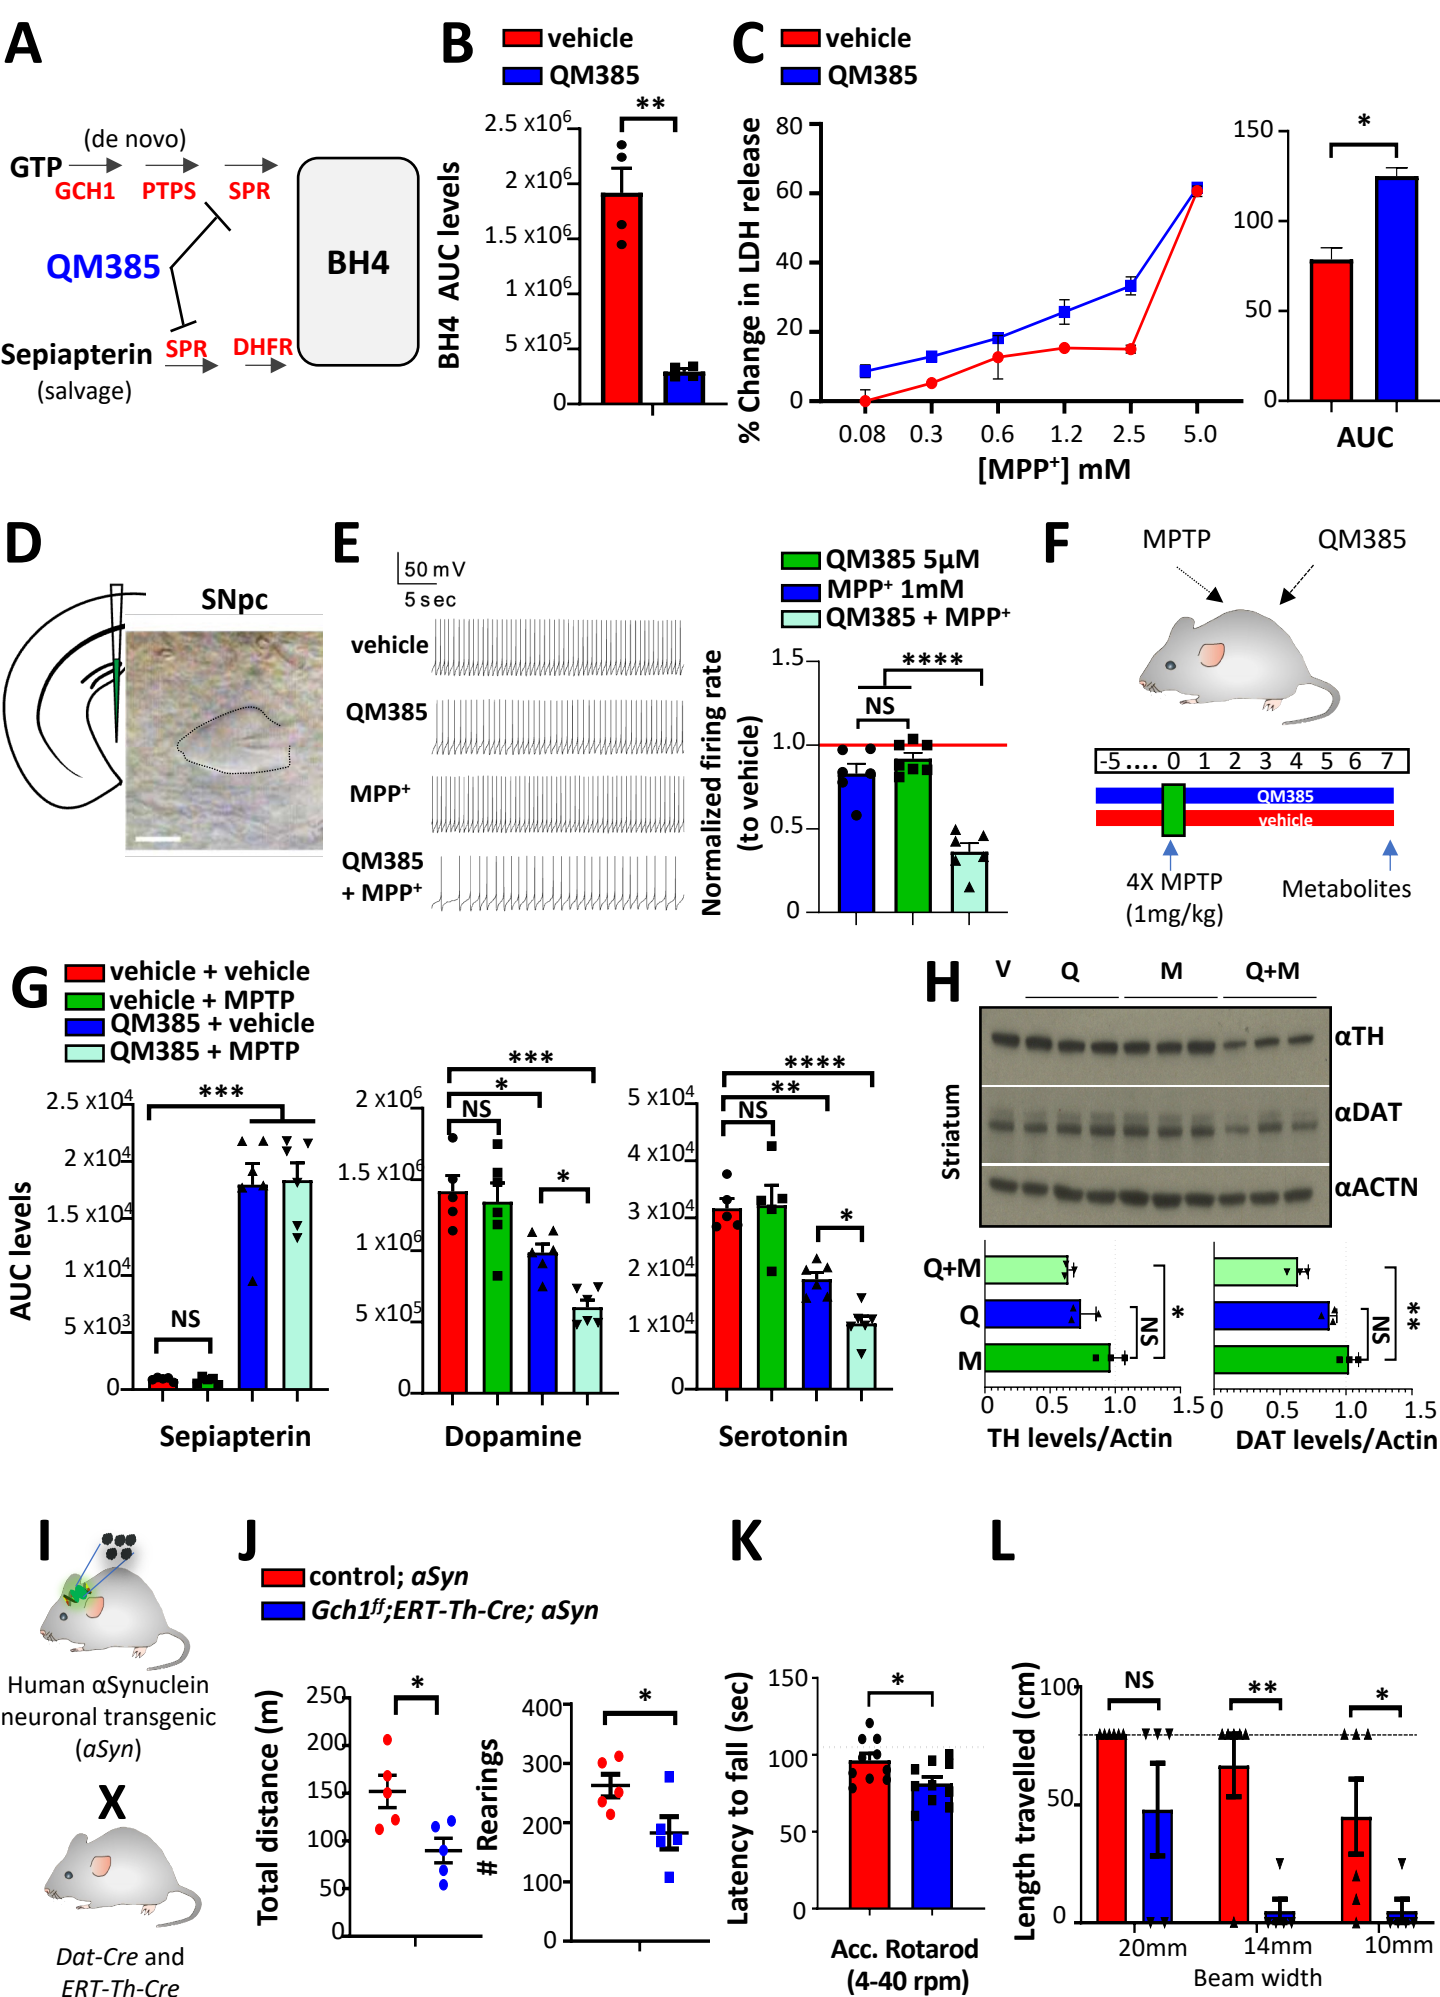 A
(de novo)
GTP
GCH1 PTPS SPR
QM385
BH4
Sepiapterin
SPR DHFR
(salvage)
B
vehicle
QM385
**
BH4 AUC levels
2.5 x10⁶
2 x10⁶
1.5 x10⁶
1 x10⁶
5 x10⁵
0
C
vehicle
QM385
% Change in LDH release
80
60
40
20
0
0.08 0.3 0.6 1.2 2.5 5.0
[MPP⁺] mM
*
150
100
50
0
AUC
D
SNpc
E
50 mV
5 sec
vehicle
QM385
MPP⁺
QM385
+ MPP⁺
QM385 5µM
MPP⁺ 1mM
QM385 + MPP⁺
Normalized firing rate
(to vehicle)
1.5
1.0
0.5
0
NS
****
F
MPTP QM385
-5 .... 0 1 2 3 4 5 6 7
QM385
vehicle
4X MPTP
(1mg/kg)
Metabolites
G
vehicle + vehicle
vehicle + MPTP
QM385 + vehicle
QM385 + MPTP
AUC levels
2.5 x10⁴
2 x10⁴
1.5 x10⁴
1 x10⁴
5 x10³
0
NS
***
Sepiapterin
2 x10⁶
1.5 x10⁶
1 x10⁶
5 x10⁵
0
***
*
NS
*
Dopamine
5 x10⁴
4 x10⁴
3 x10⁴
2 x10⁴
1 x10⁴
0
****
**
NS
*
Serotonin
H
V Q M Q+M
Striatum
αTH
αDAT
αACTN
Q+M
Q
M
NS
*
0 0.5 1.0 1.5
TH levels/Actin
NS
**
0 0.5 1.0 1.5
DAT levels/Actin
I
Human αSynuclein
neuronal transgenic
(aSyn)
X
Dat-Cre and
ERT-Th-Cre
J
control; aSyn
Gch1ᶠᶠ;ERT-Th-Cre; aSyn
Total distance (m)
250
200
150
100
50
0
*
# Rearings
400
300
200
100
0
*
K
Latency to fall (sec)
150
100
50
0
*
Acc. Rotarod
(4-40 rpm)
L
Length travelled (cm)
100
50
0
NS
**
*
20mm 14mm 10mm
Beam width